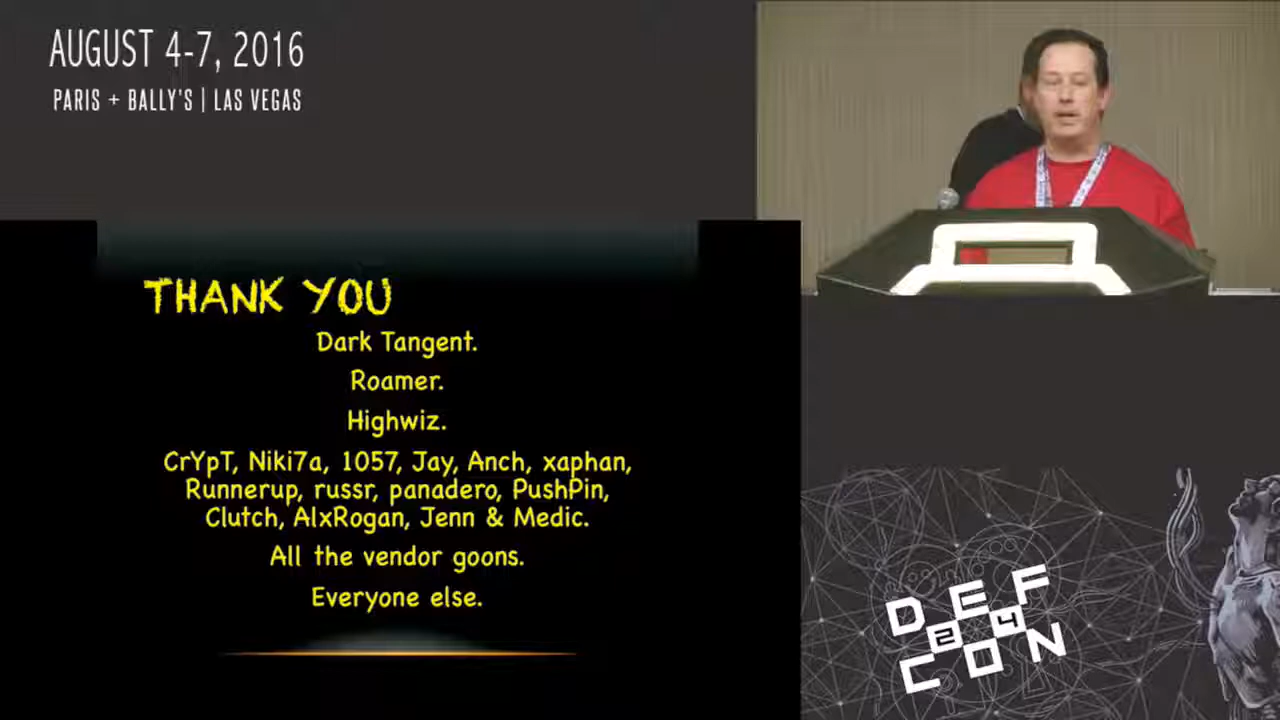 AUGUST 4-7, 2016
PARIS + BALLY'S | LAS VEGAS
THANK YOU
Dark Tangent.
Roamer.
Highwiz.
CrYpT, Niki7a, 1057, Jay, Anch, xaphan,
Runnerup, russr, panadero, PushPin,
Clutch, AlxRogan, Jenn & Medic.
All the vendor goons.
Everyone else.
DEF
24
CON